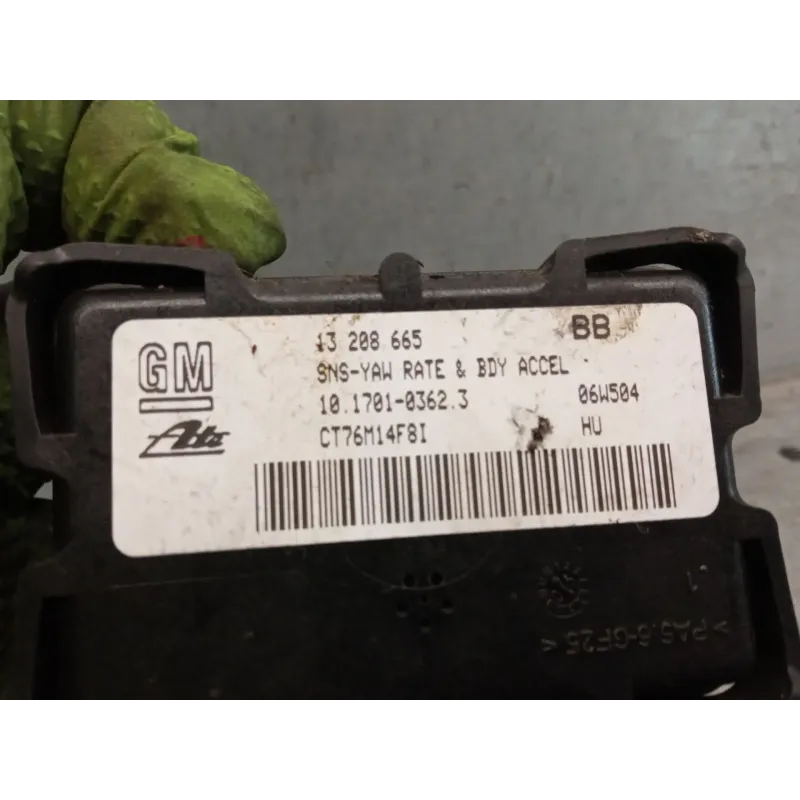 GM
Ate
13 208 665 BB
SNS-YAW RATE & BDY ACCEL
10.1701-0362.3 06W504
CT76M14F8I HU
1
>PA6.6-GF25<